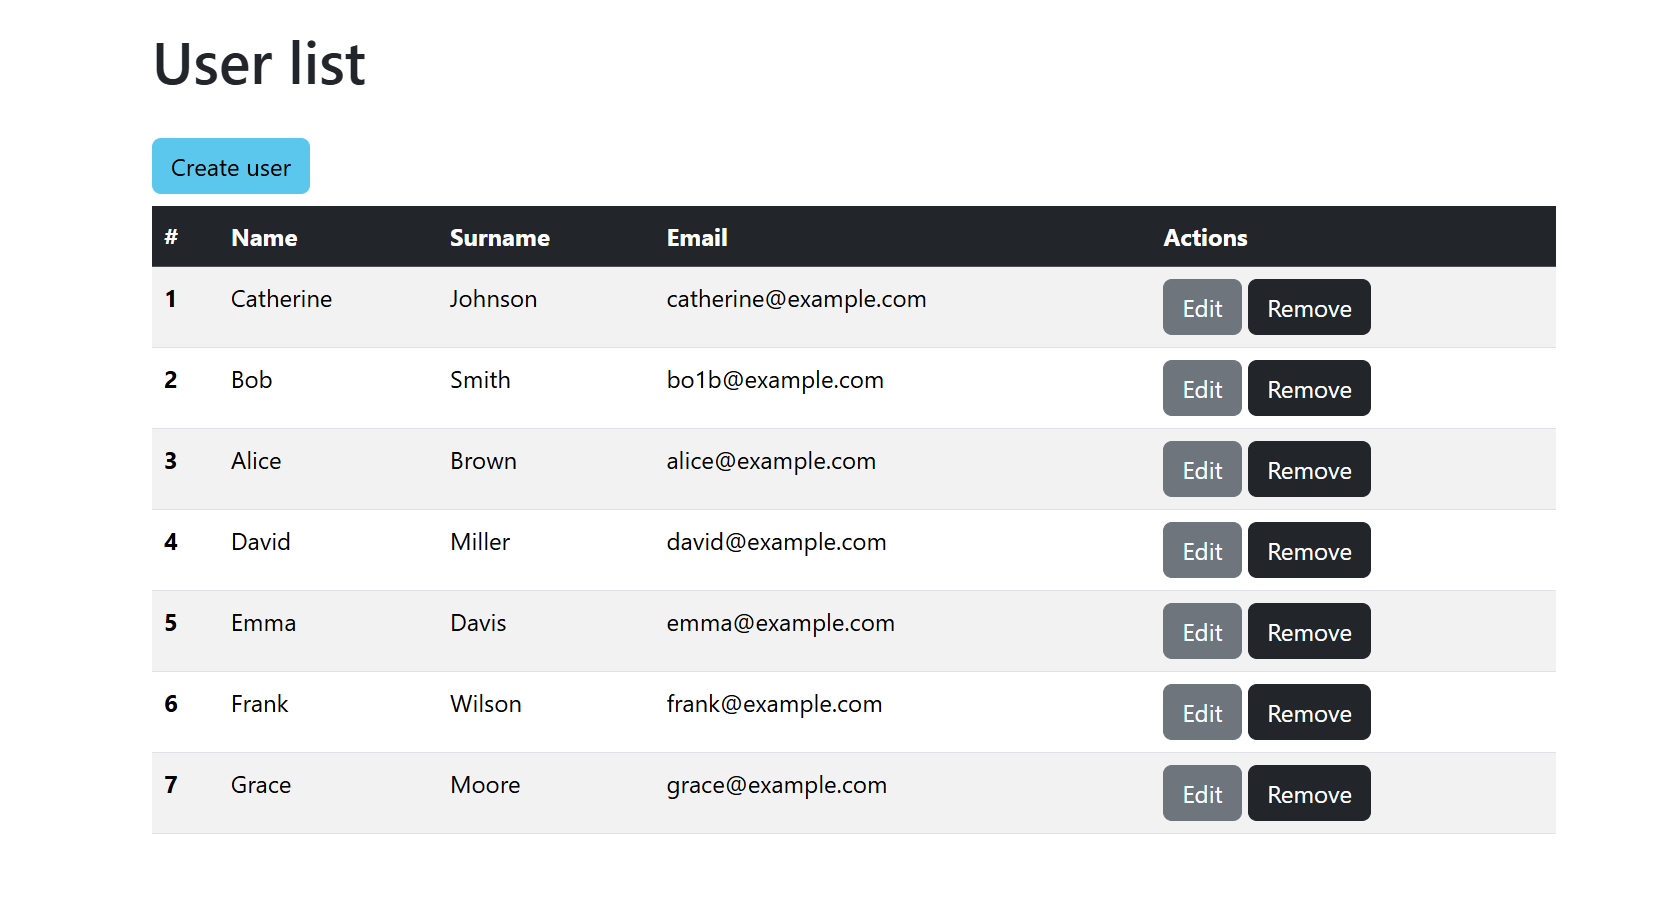 User list
Create user
# Name Surname Email Actions
1 Catherine Johnson catherine@example.com Edit Remove
2 Bob Smith bo1b@example.com Edit Remove
3 Alice Brown alice@example.com Edit Remove
4 David Miller david@example.com Edit Remove
5 Emma Davis emma@example.com Edit Remove
6 Frank Wilson frank@example.com Edit Remove
7 Grace Moore grace@example.com Edit Remove